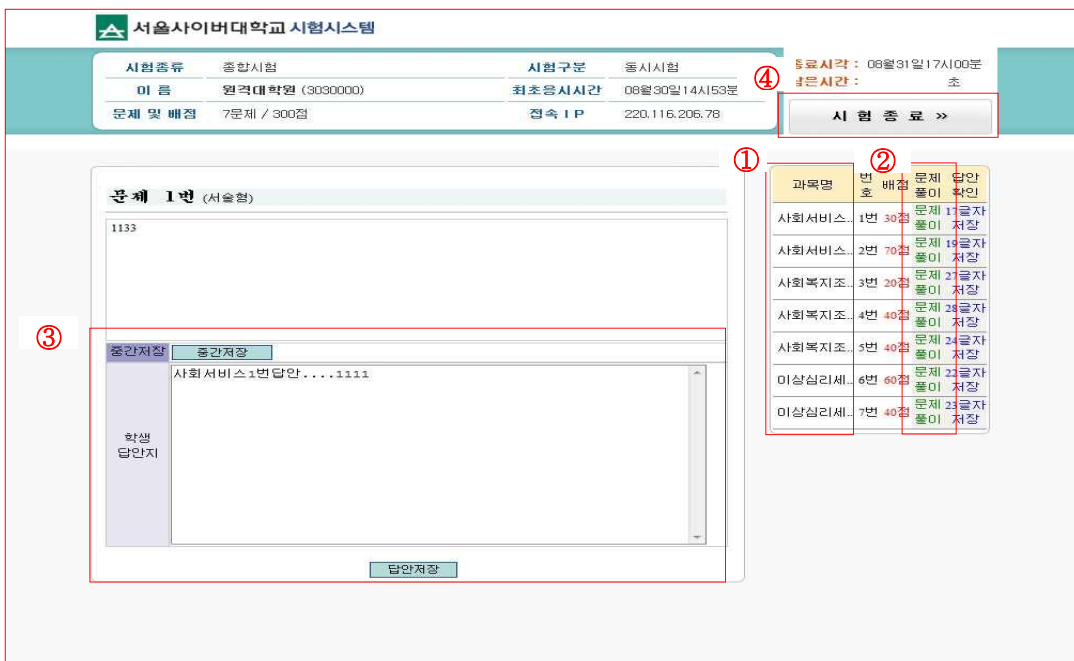 서울사이버대학교 시험시스템
시험종류 종합시험 시험구분 동시시험
이 름 원격대학원 (3030000) 최초응시시간 08월30일14시53분
문제 및 배점 7문제 / 300점 접속 I P 220.116.206.78
④
종료시각 : 08월31일17시00분
남은시간 : 초
시 험 종 료 »
① ②
문제 1번 (서술형)
1133
과목명 번호 배점 문제풀이 답안확인
사회서비스.. 1번 30점 문제풀이 17글자저장
사회서비스.. 2번 70점 문제풀이 19글자저장
사회복지조.. 3번 20점 문제풀이 27글자저장
사회복지조.. 4번 40점 문제풀이 28글자저장
사회복지조.. 5번 40점 문제풀이 24글자저장
이상심리세.. 6번 60점 문제풀이 22글자저장
이상심리세.. 7번 40점 문제풀이 23글자저장
③
중간저장 중간저장
사회서비스1번답안....1111
학생
답안지
답안저장